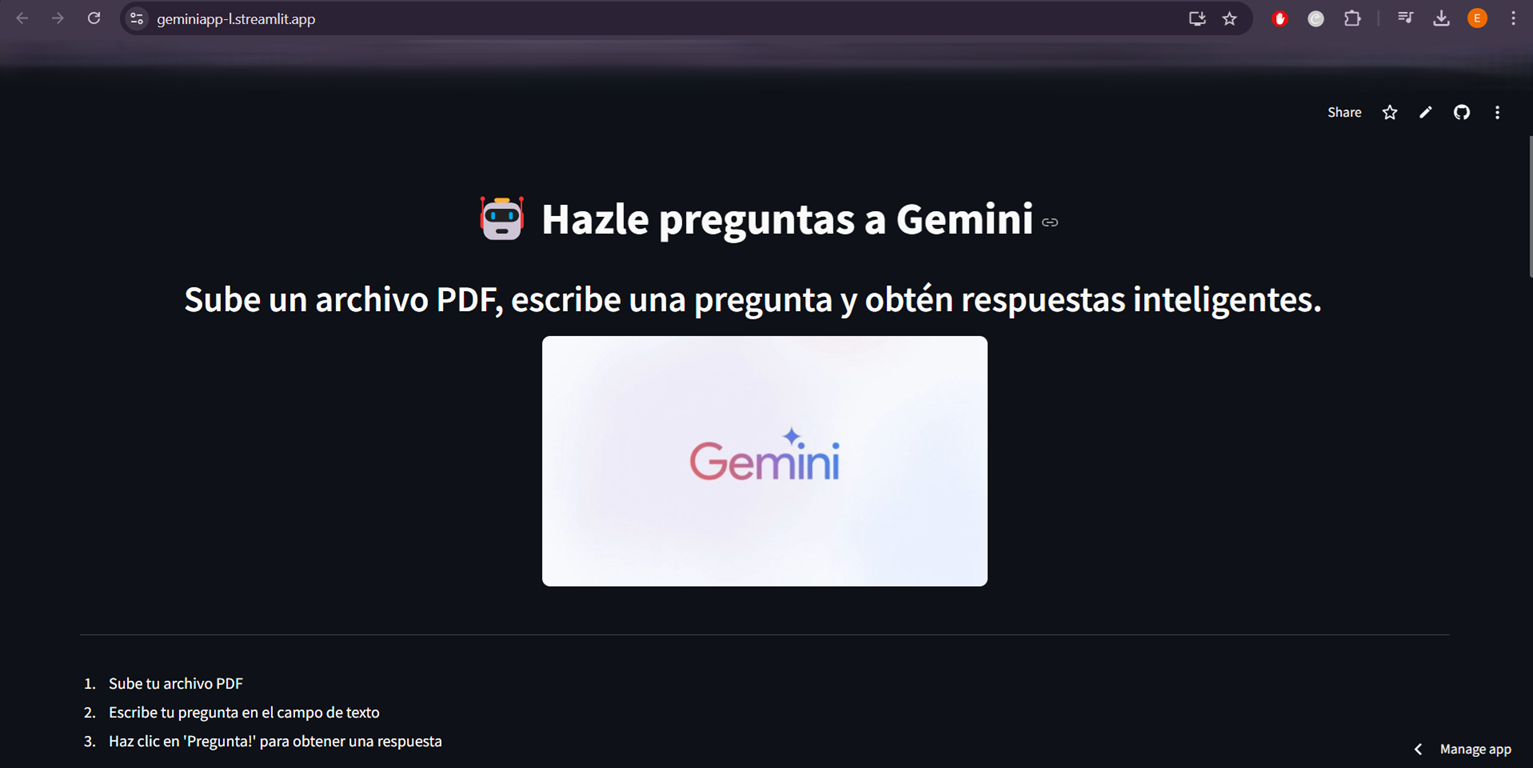 geminiapp-l.streamlit.app
E
Share
Hazle preguntas a Gemini
Sube un archivo PDF, escribe una pregunta y obtén respuestas inteligentes.
Gemini
1. Sube tu archivo PDF
2. Escribe tu pregunta en el campo de texto
3. Haz clic en 'Pregunta!' para obtener una respuesta
Manage app